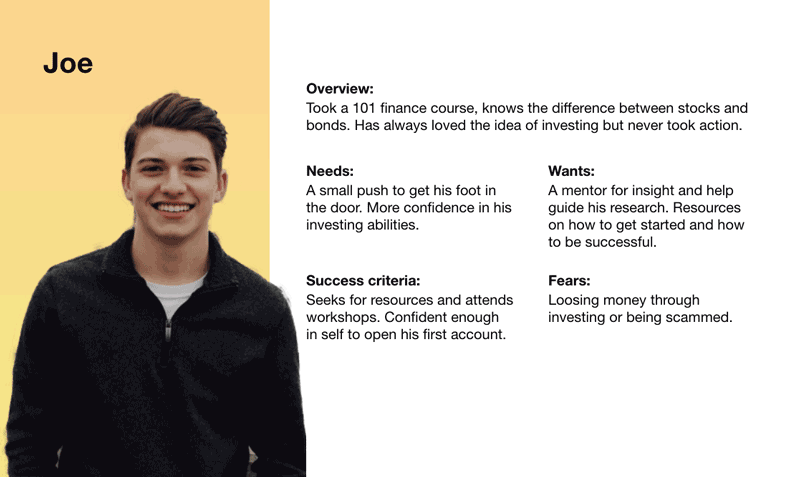 Joe
Overview:
Took a 101 finance course, knows the difference between stocks and
bonds. Has always loved the idea of investing but never took action.
Needs:
A small push to get his foot in
the door. More confidence in his
investing abilities.
Wants:
A mentor for insight and help
guide his research. Resources
on how to get started and how
to be successful.
Success criteria:
Seeks for resources and attends
workshops. Confident enough
in self to open his first account.
Fears:
Loosing money through
investing or being scammed.